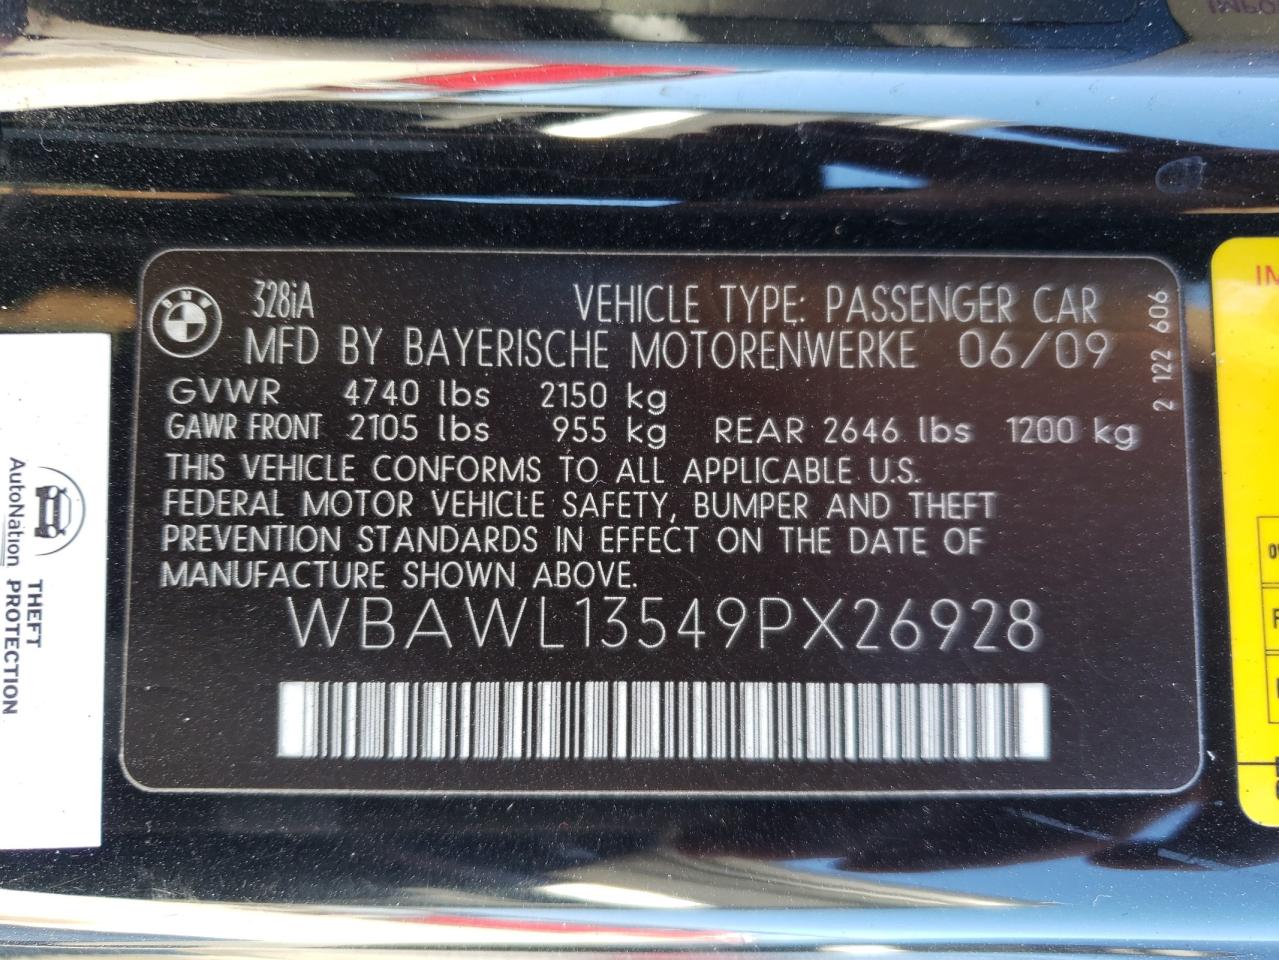 328iA VEHICLE TYPE: PASSENGER CAR
MFD BY BAYERISCHE MOTORENWERKE 06/09
GVWR 4740 lbs 2150 kg
GAWR FRONT 2105 lbs 955 kg REAR 2646 lbs 1200 kg
THIS VEHICLE CONFORMS TO ALL APPLICABLE U.S.
FEDERAL MOTOR VEHICLE SAFETY, BUMPER AND THEFT
PREVENTION STANDARDS IN EFFECT ON THE DATE OF
MANUFACTURE SHOWN ABOVE.
WBAWL13549PX26928
2 122 606
BMW
AutoNation
THEFT
PROTECTION